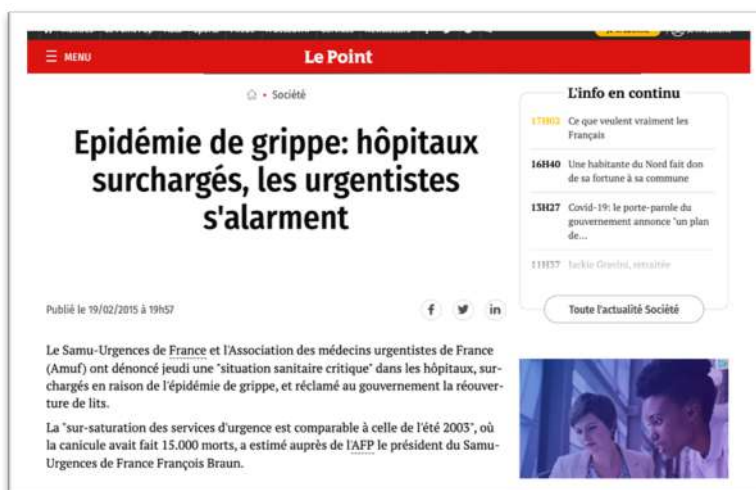 MENU
Le Point
Société
Epidémie de grippe: hôpitaux
surchargés, les urgentistes
s'alarment
Publié le 19/02/2015 à 19h57
f
in
Le Samu-Urgences de France et l'Association des médecins urgentistes de France
(Amuf) ont dénoncé jeudi une "situation sanitaire critique" dans les hôpitaux, sur-
chargés en raison de l'épidémie de grippe, et réclamé au gouvernement la réouver-
ture de lits.
La "sur-saturation des services d'urgence est comparable à celle de l'été 2003", où
la canicule avait fait 15.000 morts, a estimé auprès de l'AFP le président du Samu-
Urgences de France François Braun.
L'info en continu
17H03 Ce que veulent vraiment les
Français
16H40 Une habitante du Nord fait don
de sa fortune à sa commune
13H27 Covid-19: le porte-parole du
gouvernement annonce "un plan
de...
11H37 Jackie Gravini, retraitée
Toute l'actualité Société